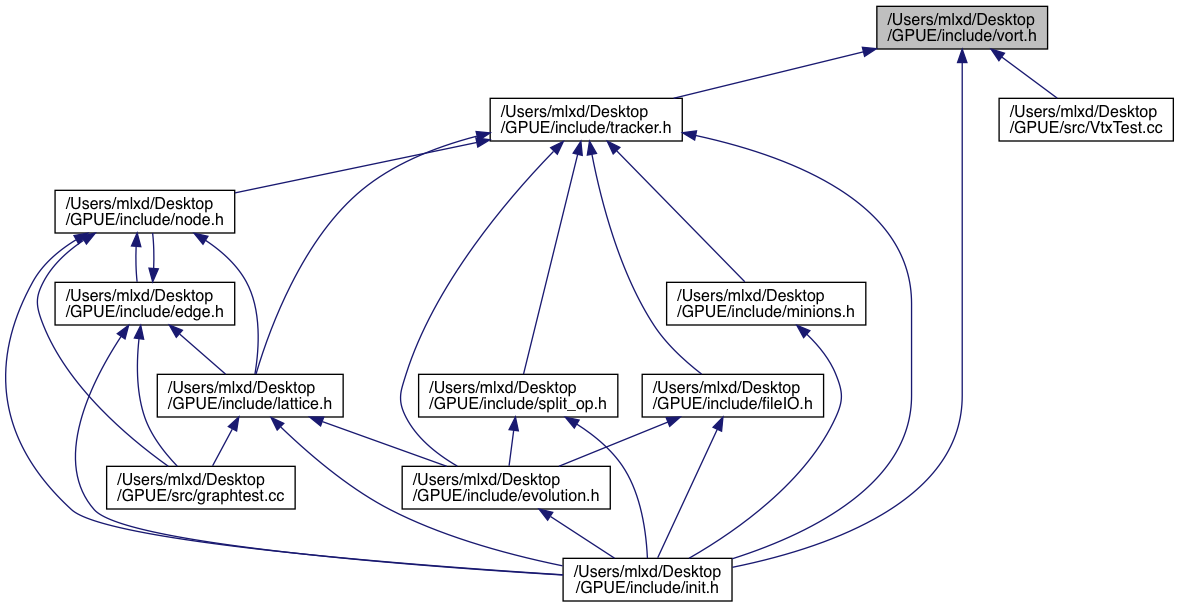 /Users/mlxd/Desktop
/GPUE/include/vort.h
/Users/mlxd/Desktop
/GPUE/include/tracker.h
/Users/mlxd/Desktop
/GPUE/src/VtxTest.cc
/Users/mlxd/Desktop
/GPUE/include/node.h
/Users/mlxd/Desktop
/GPUE/include/edge.h
/Users/mlxd/Desktop
/GPUE/include/minions.h
/Users/mlxd/Desktop
/GPUE/include/lattice.h
/Users/mlxd/Desktop
/GPUE/include/split_op.h
/Users/mlxd/Desktop
/GPUE/include/fileIO.h
/Users/mlxd/Desktop
/GPUE/src/graphtest.cc
/Users/mlxd/Desktop
/GPUE/include/evolution.h
/Users/mlxd/Desktop
/GPUE/include/init.h